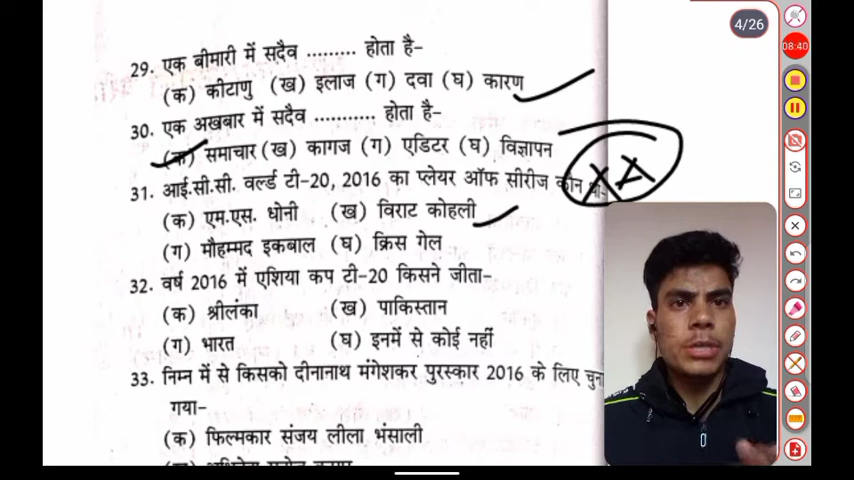 4/26
08:40
29. एक बीमारी में सदैव ......... होता है-
(क) कीटाणु (ख) इलाज (ग) दवा (घ) कारण
30. एक अखबार में सदैव ........... होता है-
(क) समाचार (ख) कागज (ग) एडिटर (घ) विज्ञापन
31. आई.सी.सी. वर्ल्ड टी-20, 2016 का प्लेयर ऑफ सीरीज कौन
(क) एम.एस. धोनी (ख) विराट कोहली
(ग) मौहम्मद इकबाल (घ) क्रिस गेल
32. वर्ष 2016 में एशिया कप टी-20 किसने जीता-
(क) श्रीलंका (ख) पाकिस्तान
(ग) भारत (घ) इनमें से कोई नहीं
33. निम्न में से किसको दीनानाथ मंगेशकर पुरस्कार 2016 के लिए चुना
गया-
(क) फिल्मकार संजय लीला भंसाली